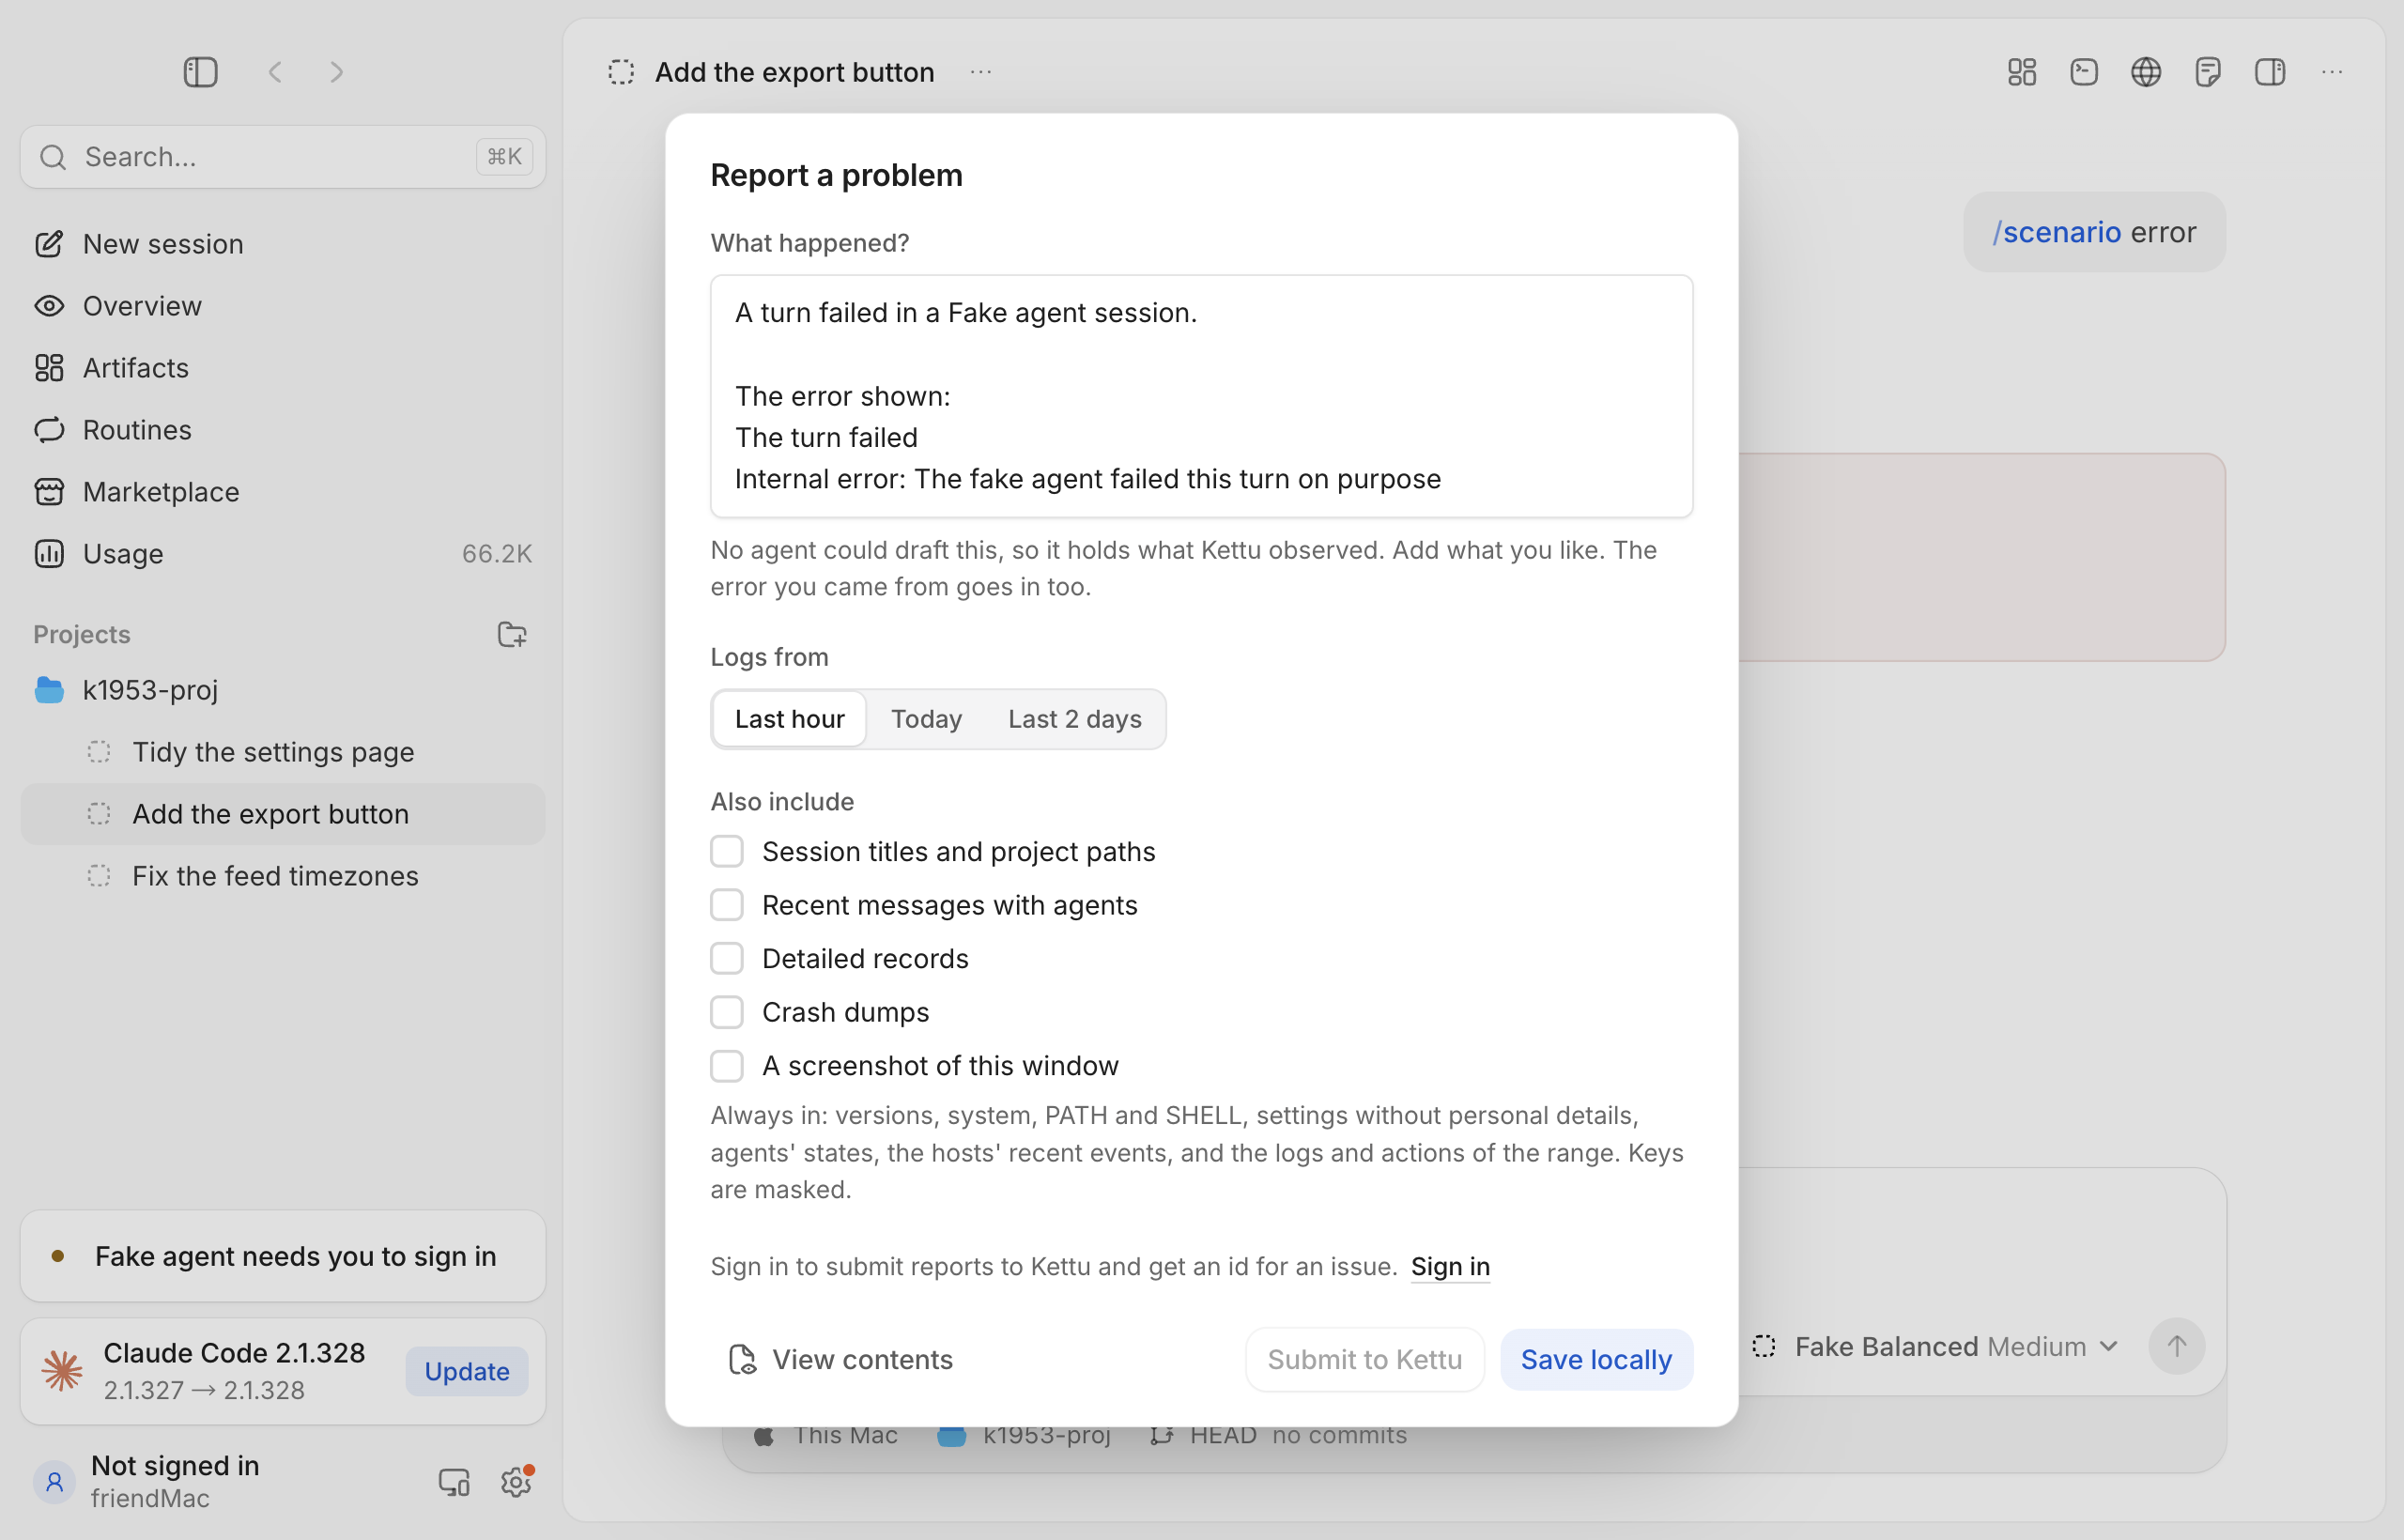 Add the export button
Search...
⌘K
New session
Overview
Artifacts
Routines
Marketplace
Usage
66.2K
Projects
k1953-proj
Tidy the settings page
Add the export button
Fix the feed timezones
Fake agent needs you to sign in
Claude Code 2.1.328
2.1.327 → 2.1.328
Update
Not signed in
friendMac
/scenario error
Report a problem
What happened?
A turn failed in a Fake agent session.
The error shown:
The turn failed
Internal error: The fake agent failed this turn on purpose
No agent could draft this, so it holds what Kettu observed. Add what you like. The
error you came from goes in too.
Logs from
Last hour
Today
Last 2 days
Also include
Session titles and project paths
Recent messages with agents
Detailed records
Crash dumps
A screenshot of this window
Always in: versions, system, PATH and SHELL, settings without personal details,
agents' states, the hosts' recent events, and the logs and actions of the range. Keys
are masked.
Sign in to submit reports to Kettu and get an id for an issue. Sign in
View contents
Submit to Kettu
Save locally
Fake Balanced Medium
This Mac
k1953-proj
HEAD no commits